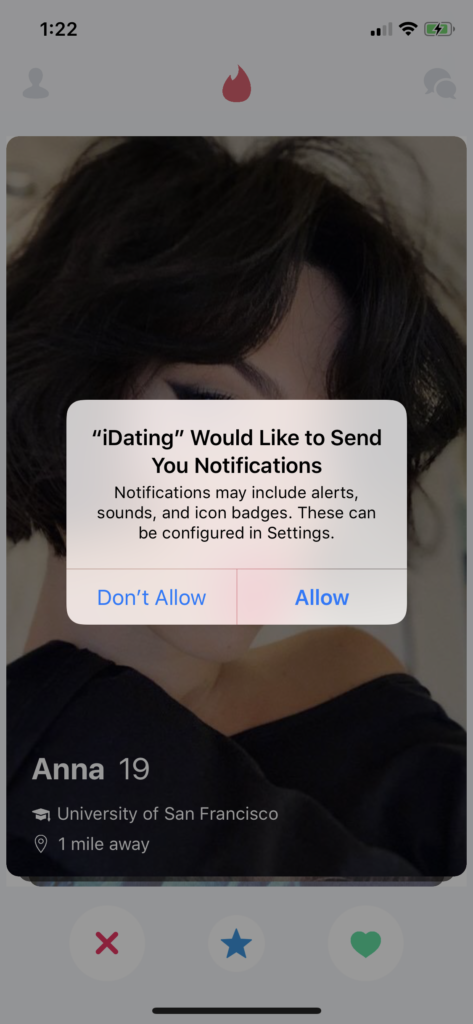 1:22
“iDating” Would Like to Send
You Notifications
Notifications may include alerts,
sounds, and icon badges. These can
be configured in Settings.
Don’t Allow Allow
Anna 19
University of San Francisco
1 mile away